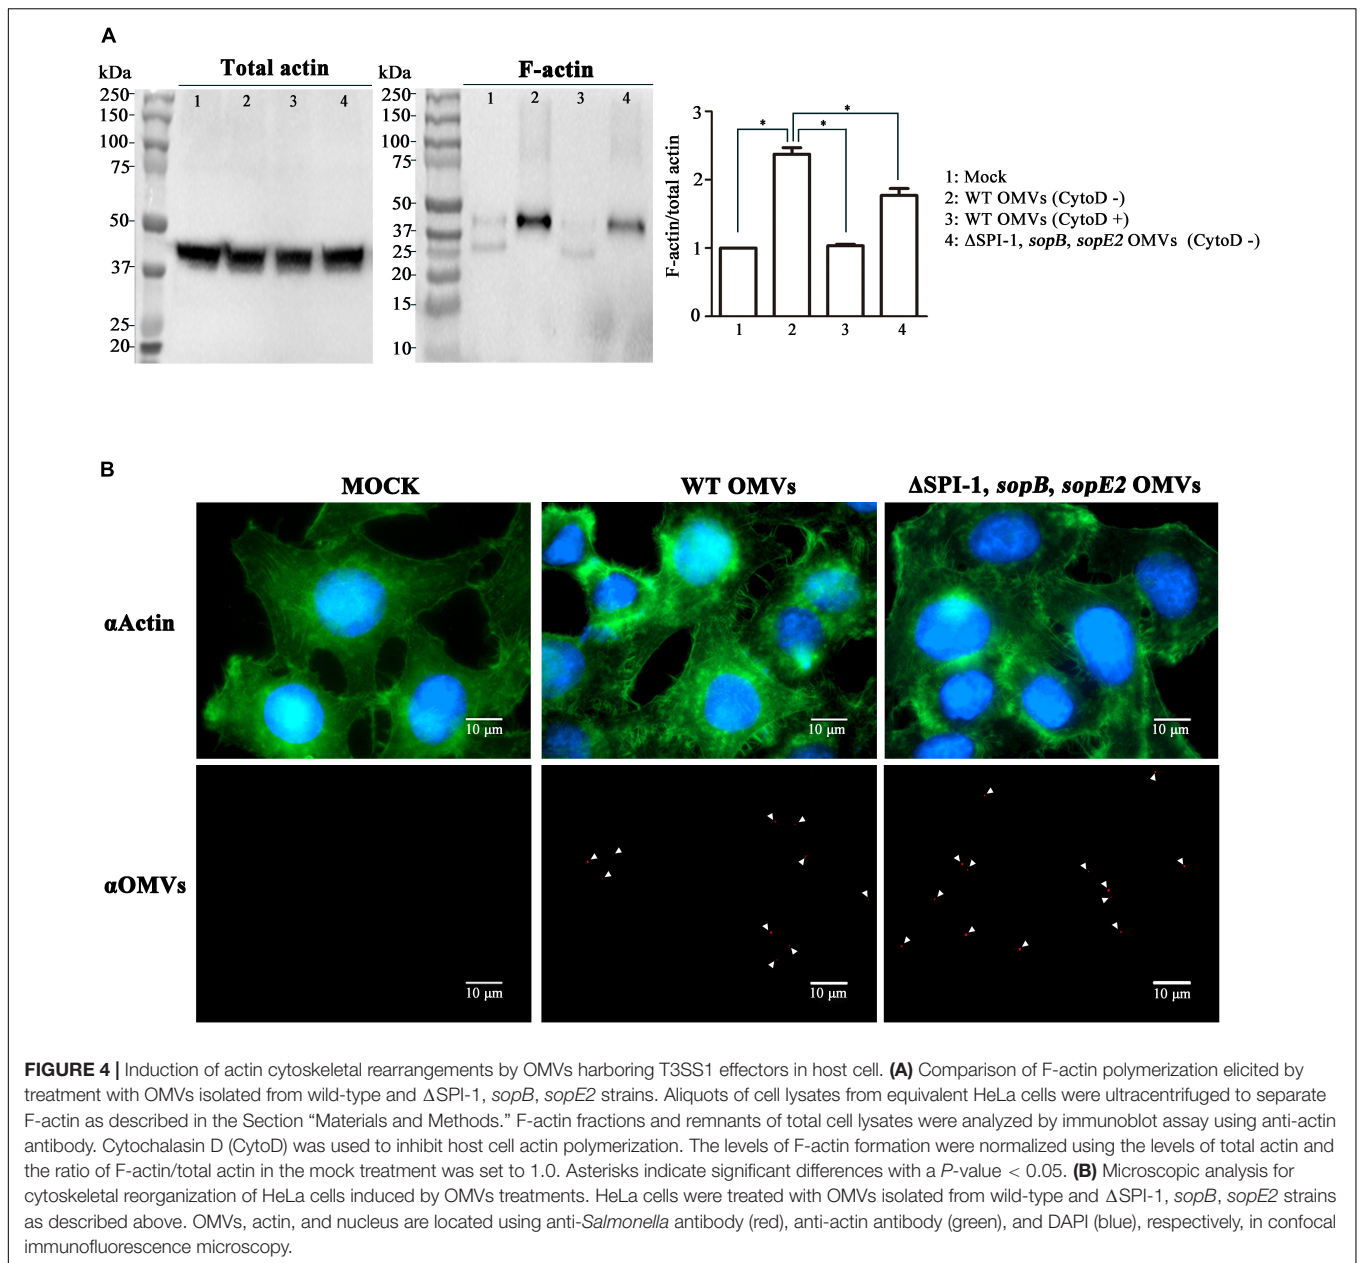 A
kDa
Total actin
250
150
100
75
50
37
25
20
1 2 3 4
kDa
F-actin
250
150
100
75
50
37
25
20
15
10
1 2 3 4
F-actin/total actin
3
2
1
0
* * *
1 2 3 4
1: Mock
2: WT OMVs (CytoD -)
3: WT OMVs (CytoD +)
4: ΔSPI-1, sopB, sopE2 OMVs (CytoD -)
B
MOCK
WT OMVs
ΔSPI-1, sopB, sopE2 OMVs
αActin
10 µm
10 µm
10 µm
αOMVs
10 µm
10 µm
10 µm
FIGURE 4 | Induction of actin cytoskeletal rearrangements by OMVs harboring T3SS1 effectors in host cell. (A) Comparison of F-actin polymerization elicited by
treatment with OMVs isolated from wild-type and ΔSPI-1, sopB, sopE2 strains. Aliquots of cell lysates from equivalent HeLa cells were ultracentrifuged to separate
F-actin as described in the Section “Materials and Methods.” F-actin fractions and remnants of total cell lysates were analyzed by immunoblot assay using anti-actin
antibody. Cytochalasin D (CytoD) was used to inhibit host cell actin polymerization. The levels of F-actin formation were normalized using the levels of total actin and
the ratio of F-actin/total actin in the mock treatment was set to 1.0. Asterisks indicate significant differences with a P-value < 0.05. (B) Microscopic analysis for
cytoskeletal reorganization of HeLa cells induced by OMVs treatments. HeLa cells were treated with OMVs isolated from wild-type and ΔSPI-1, sopB, sopE2 strains
as described above. OMVs, actin, and nucleus are located using anti-Salmonella antibody (red), anti-actin antibody (green), and DAPI (blue), respectively, in confocal
immunofluorescence microscopy.